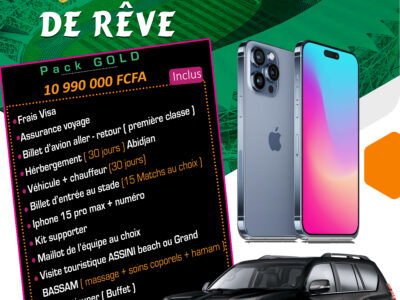 DE RÊVE
Pack GOLD
10 990 000 FCFA
Inclus
Frais Visa
Assurance voyage
Billet d'avion aller - retour ( première classe )
Hérbergement ( 30 jours ) Abidjan
Véhicule + chauffeur (30 jours)
Billet d'entrée au stade (15 Matchs au choix )
Iphone 15 pro max + numéro
Kit supporter
Maillot de l'équipe au choix
Visite touristique ASSINI beach ou Grand
BASSAM ( massage + soins coporels + hamam )
( Buffet )